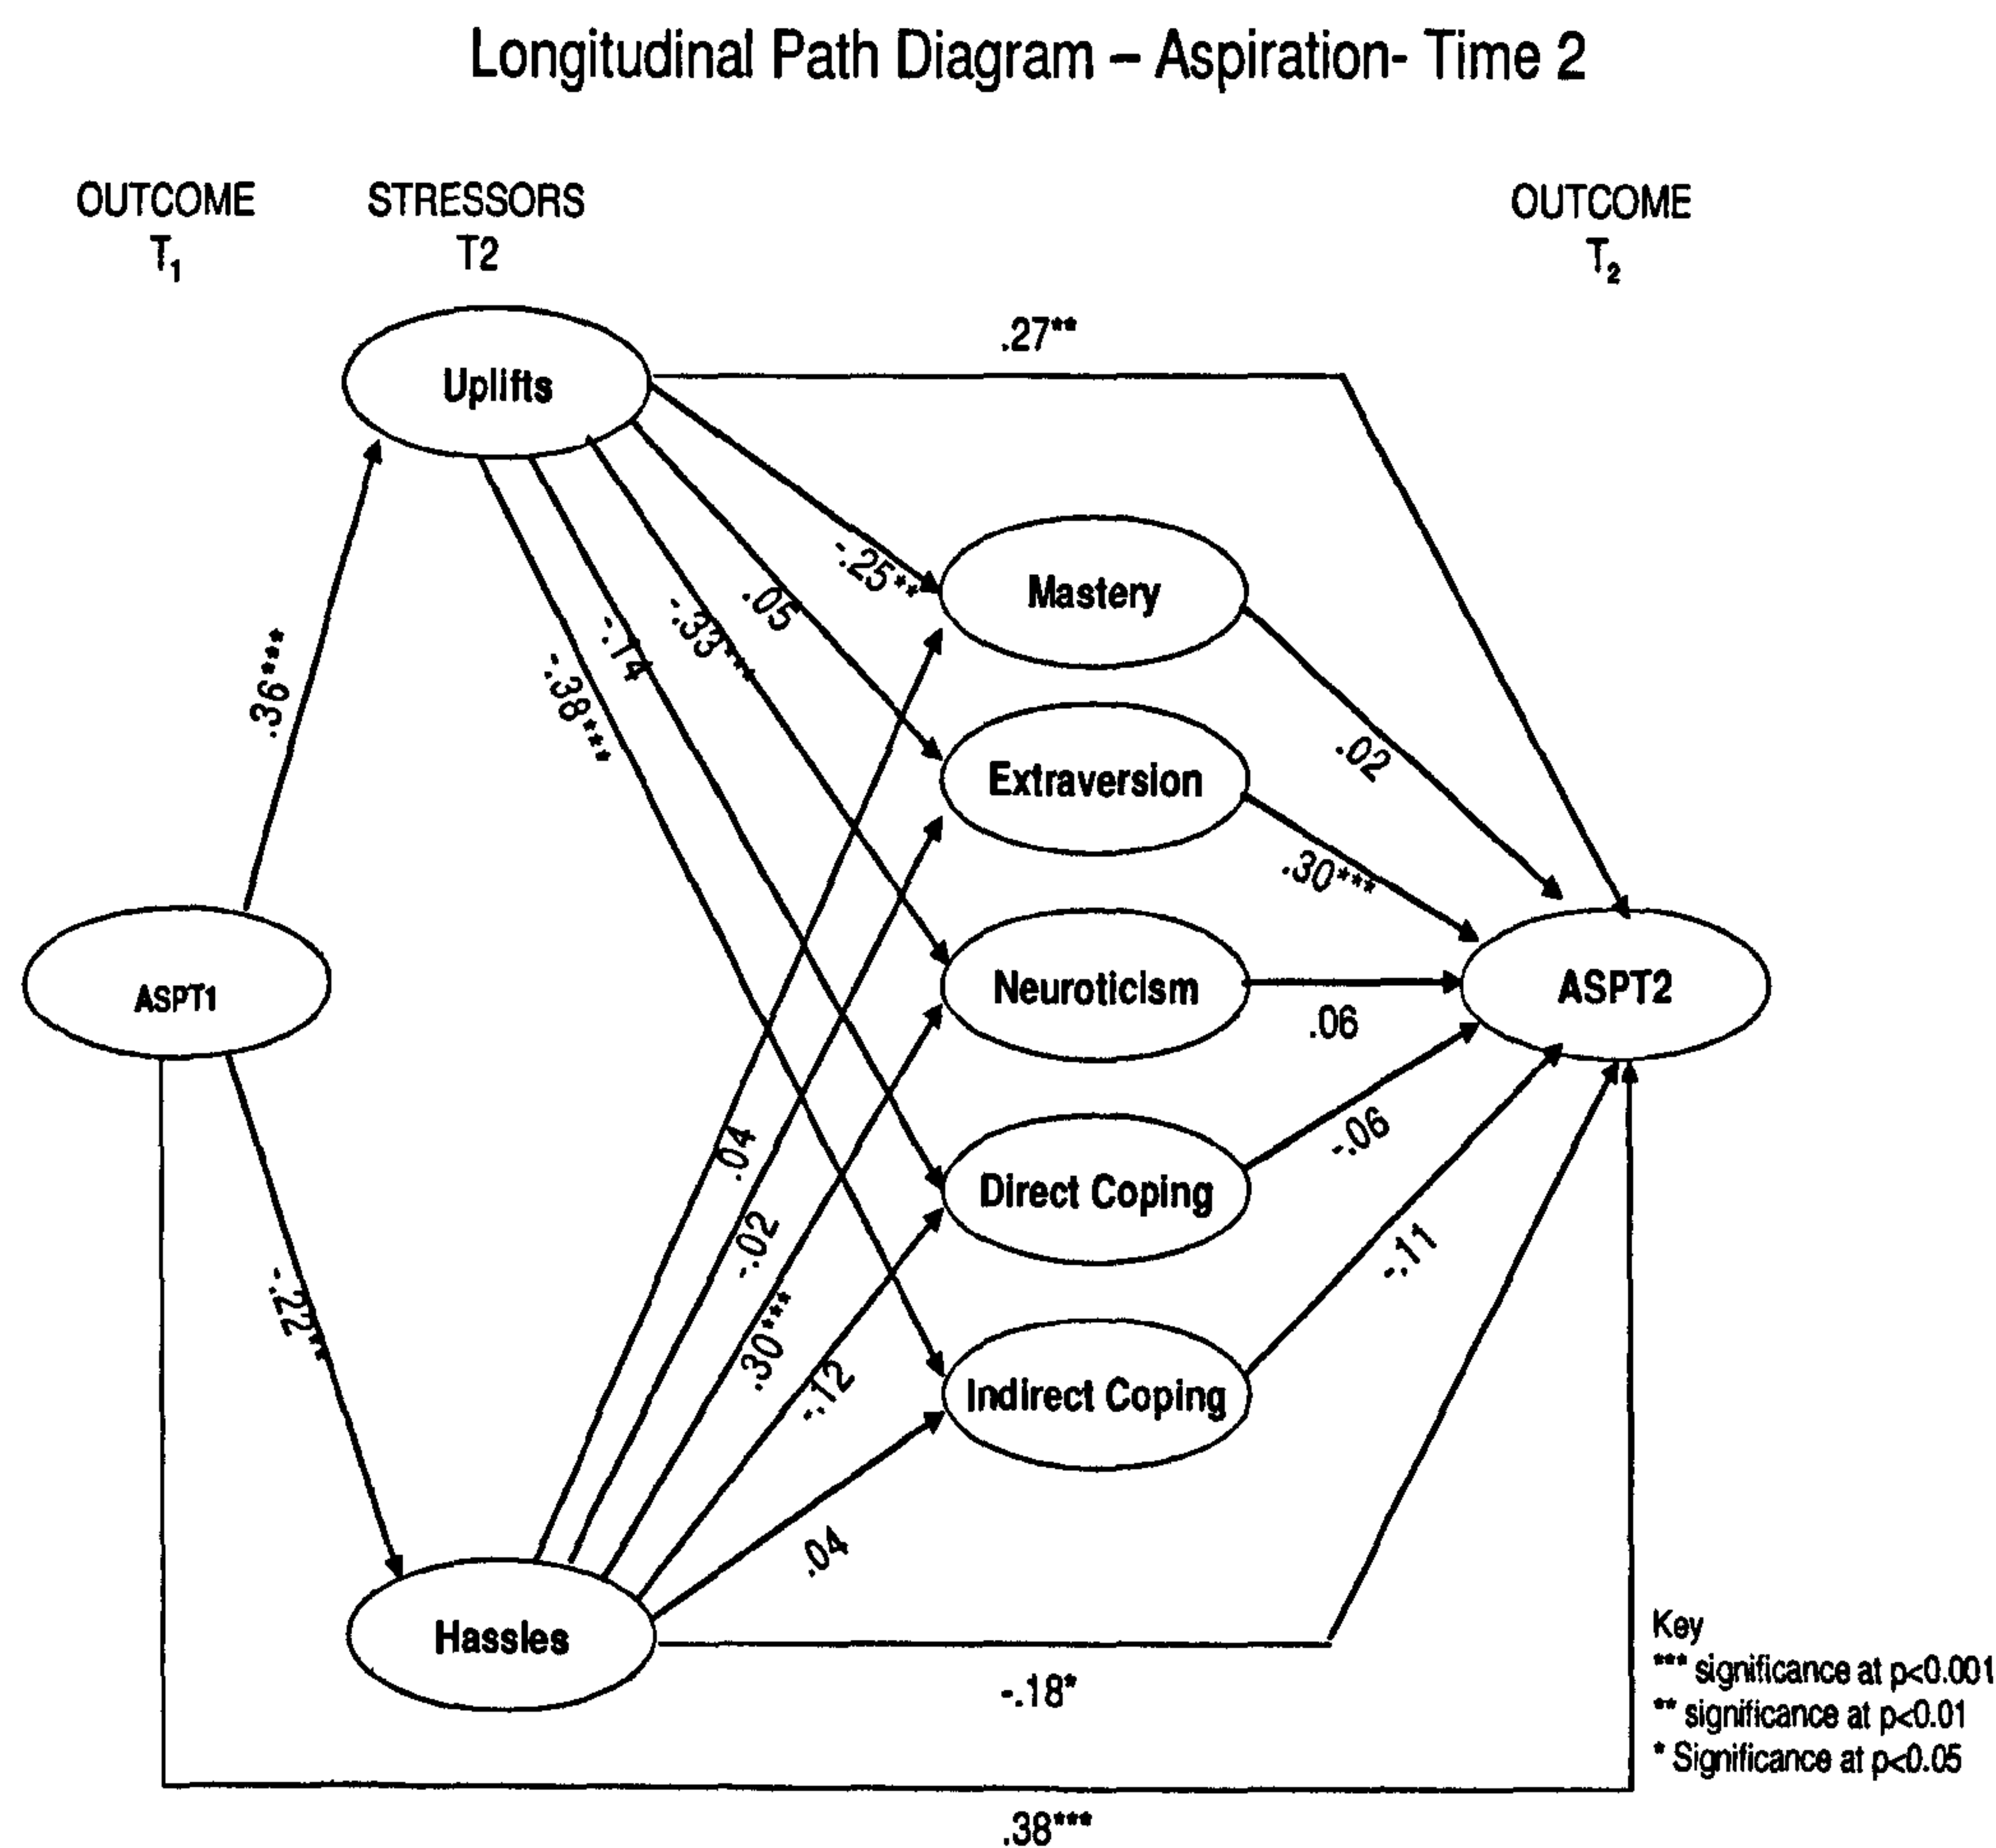 Longitudinal Path Diagram – Aspiration- Time 2
OUTCOME
T₁
STRESSORS
T2
OUTCOME
T₂
Uplifts
.27**
-.25**
.05
-.33***
-.14
-.38***
.36***
Mastery
.02
Extraversion
.30***
ASPT1
Neuroticism
.06
ASPT2
Direct Coping
-.06
.04
-.02
.30***
-.12
.04
-.22**
Indirect Coping
-.11
Hassles
-.18*
.38***
Key
*** significance at p<0.001
** significance at p<0.01
* Significance at p<0.05